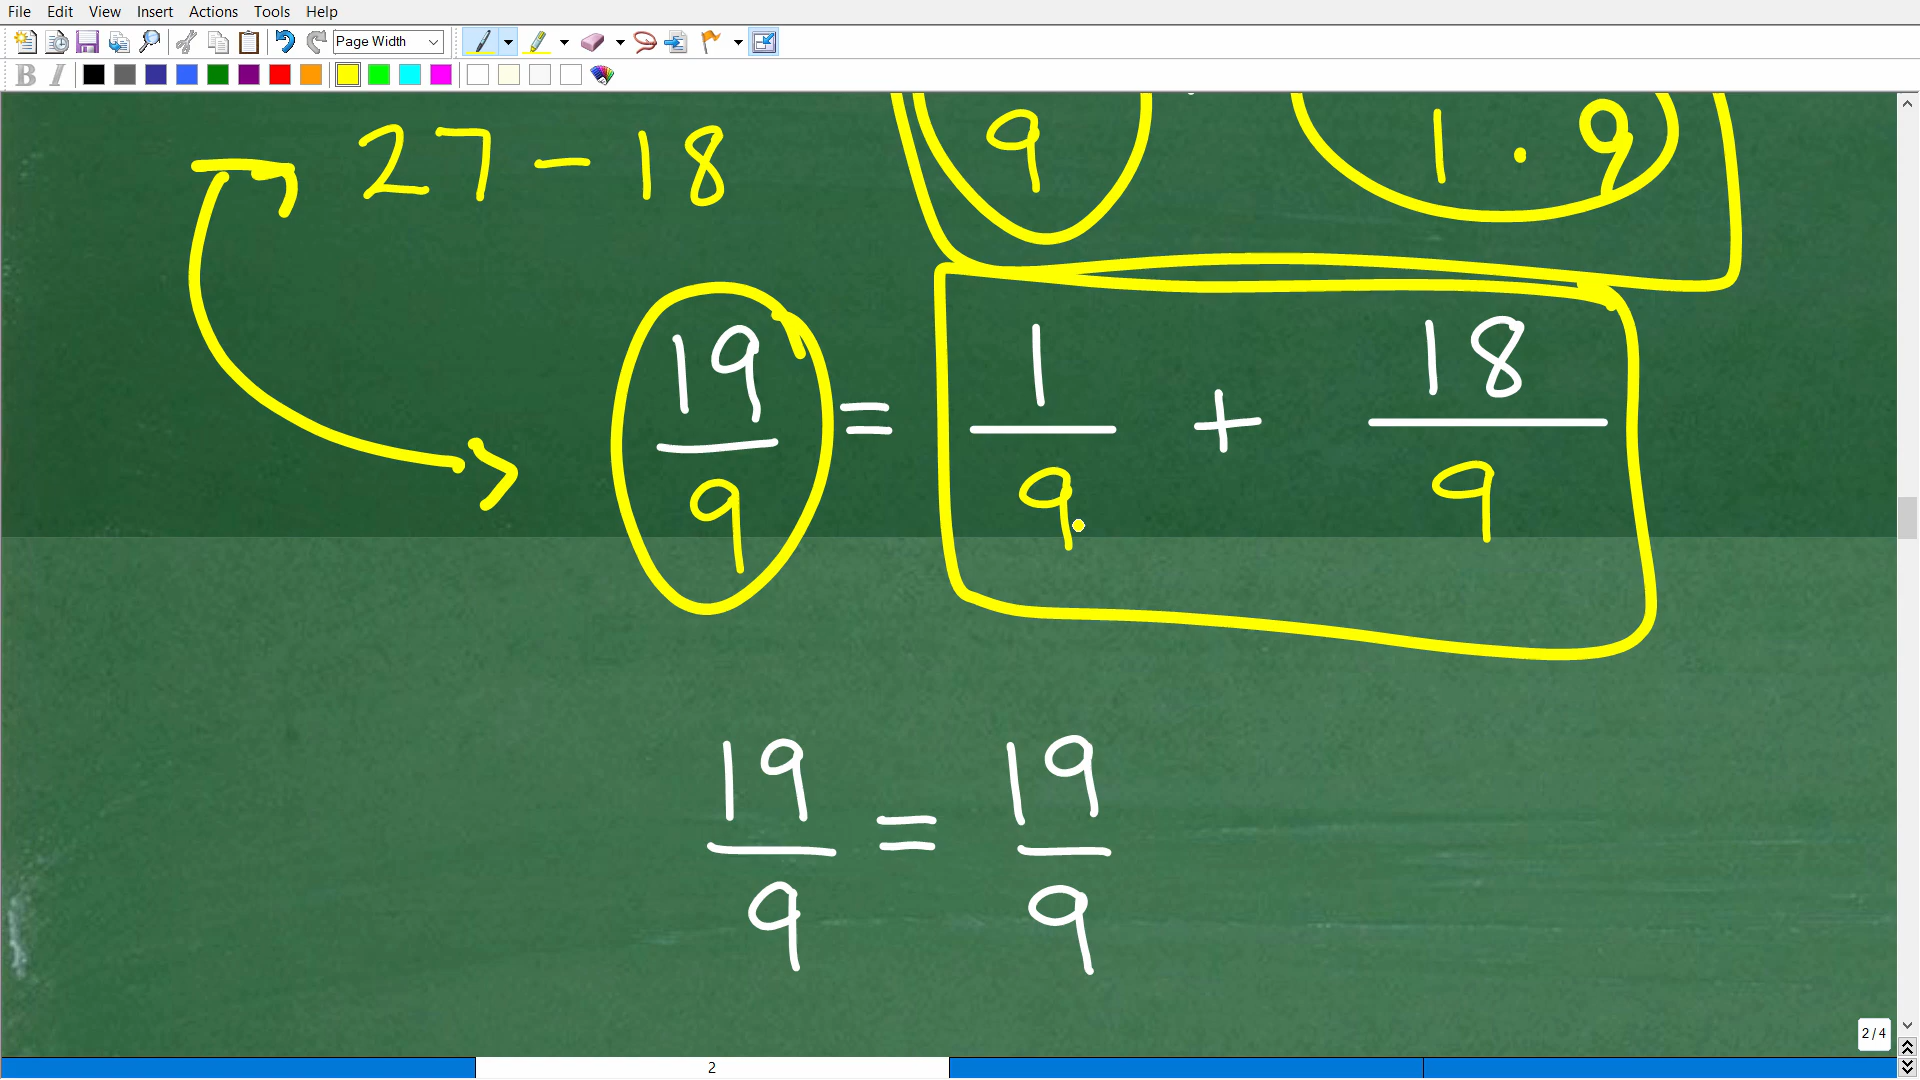 File Edit View Insert Actions Tools Help
Page Width
B I
27 - 18
9
1 . 9
19/9 = 1/9 + 18/9
19/9 = 19/9
2 / 4
2